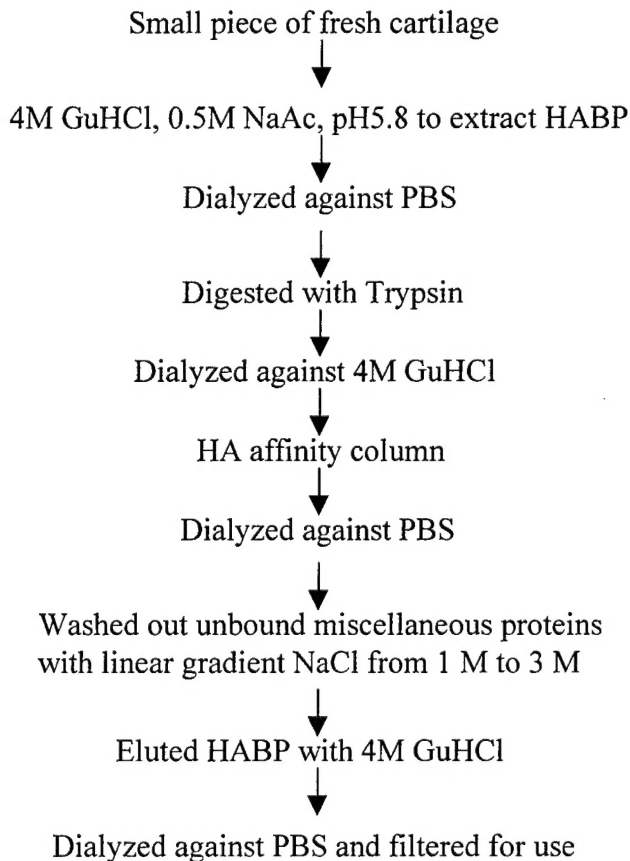 Small piece of fresh cartilage
4M GuHCl, 0.5M NaAc, pH5.8 to extract HABP
Dialyzed against PBS
Digested with Trypsin
Dialyzed against 4M GuHCl
HA affinity column
Dialyzed against PBS
Washed out unbound miscellaneous proteins
with linear gradient NaCl from 1 M to 3 M
Eluted HABP with 4M GuHCl
Dialyzed against PBS and filtered for use